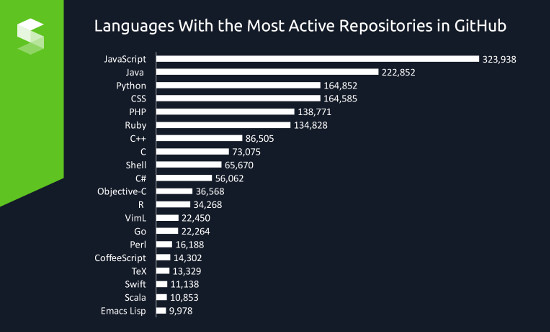 Languages With the Most Active Repositories in GitHub
JavaScript 323,938
Java 222,852
Python 164,852
CSS 164,585
PHP 138,771
Ruby 134,828
C++ 86,505
C 73,075
Shell 65,670
C# 56,062
Objective-C 36,568
R 34,268
VimL 22,450
Go 22,264
Perl 16,188
CoffeeScript 14,302
TeX 13,329
Swift 11,138
Scala 10,853
Emacs Lisp 9,978